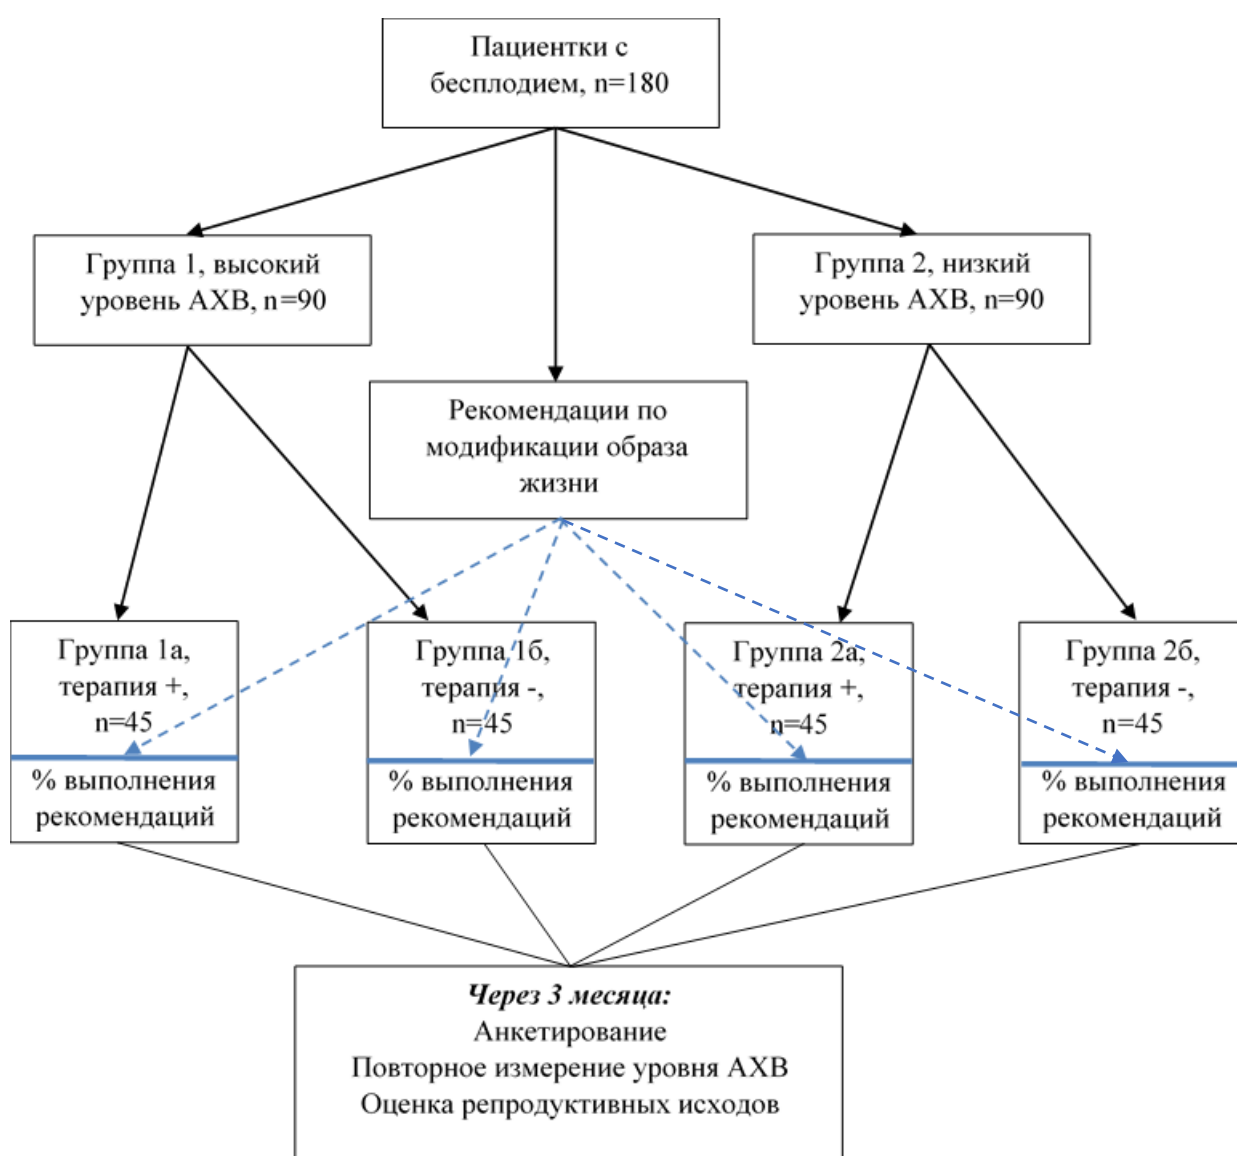 Пациентки с
бесплодием, n=180
Группа 1, высокий
уровень АХВ, n=90
Группа 2, низкий
уровень АХВ, n=90
Рекомендации по
модификации образа
жизни
Группа 1а,
терапия +,
n=45
% выполнения
рекомендаций
Группа 1б,
терапия -,
n=45
% выполнения
рекомендаций
Группа 2а,
терапия +,
n=45
% выполнения
рекомендаций
Группа 2б,
терапия -,
n=45
% выполнения
рекомендаций
Через 3 месяца:
Анкетирование
Повторное измерение уровня АХВ
Оценка репродуктивных исходов